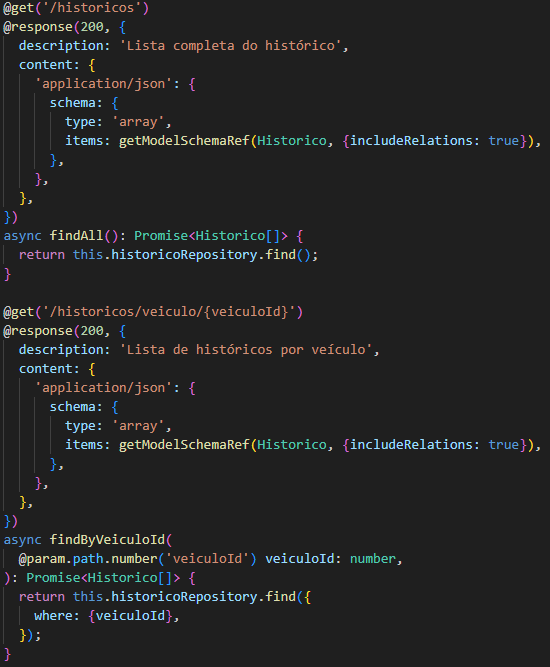 @get('/historicos')
@response(200, {
  description: 'Lista completa do histórico',
  content: {
    'application/json': {
      schema: {
        type: 'array',
        items: getModelSchemaRef(Historico, {includeRelations: true}),
      },
    },
  },
})
async findAll(): Promise<Historico[]> {
  return this.historicoRepository.find();
}

@get('/historicos/veiculo/{veiculoId}')
@response(200, {
  description: 'Lista de históricos por veículo',
  content: {
    'application/json': {
      schema: {
        type: 'array',
        items: getModelSchemaRef(Historico, {includeRelations: true}),
      },
    },
  },
})
async findByVeiculoId(
  @param.path.number('veiculoId') veiculoId: number,
): Promise<Historico[]> {
  return this.historicoRepository.find({
    where: {veiculoId},
  });
}